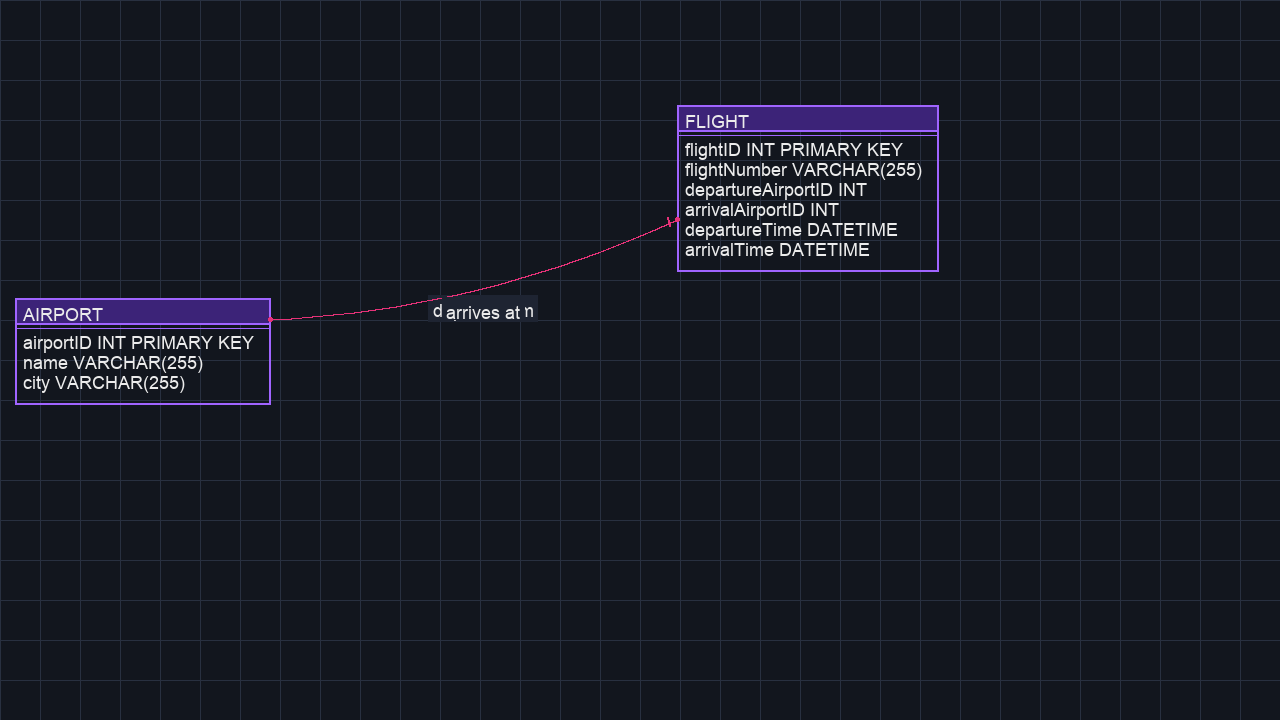 FLIGHT
flightID INT PRIMARY KEY
flightNumber VARCHAR(255)
departureAirportID INT
arrivalAirportID INT
departureTime DATETIME
arrivalTime DATETIME
AIRPORT
airportID INT PRIMARY KEY
name VARCHAR(255)
city VARCHAR(255)
arrives at